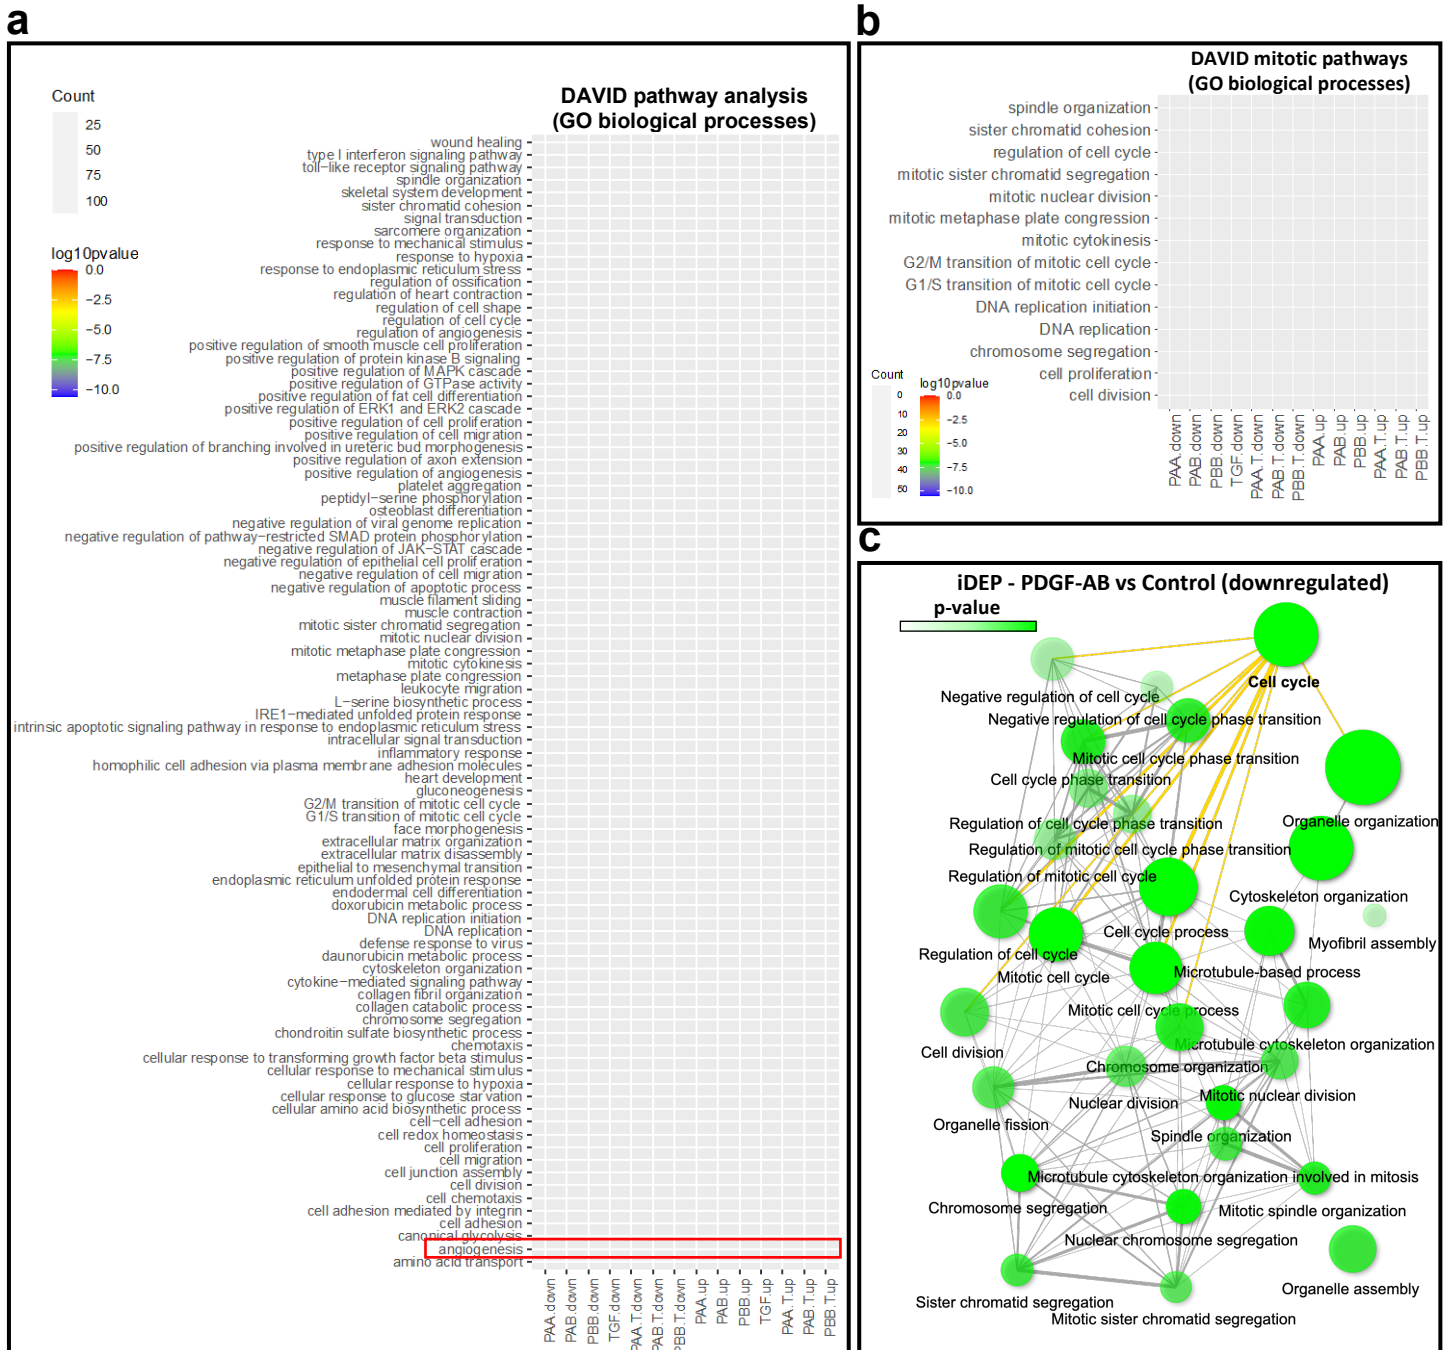 a
Count
25
50
75
100
log10pvalue
0.0
−2.5
−5.0
−7.5
−10.0
DAVID pathway analysis
(GO biological processes)
wound healing
type I interferon signaling pathway
toll−like receptor signaling pathway
spindle organization
skeletal system development
sister chromatid cohesion
signal transduction
sarcomere organization
response to mechanical stimulus
response to hypoxia
response to endoplasmic reticulum stress
regulation of ossification
regulation of heart contraction
regulation of cell shape
regulation of cell cycle
regulation of angiogenesis
positive regulation of smooth muscle cell proliferation
positive regulation of protein kinase B signaling
positive regulation of MAPK cascade
positive regulation of GTPase activity
positive regulation of fat cell differentiation
positive regulation of ERK1 and ERK2 cascade
positive regulation of cell proliferation
positive regulation of cell migration
positive regulation of branching involved in ureteric bud morphogenesis
positive regulation of axon extension
positive regulation of angiogenesis
platelet aggregation
peptidyl−serine phosphorylation
osteoblast differentiation
negative regulation of viral genome replication
negative regulation of pathway−restricted SMAD protein phosphorylation
negative regulation of JAK−STAT cascade
negative regulation of epithelial cell proliferation
negative regulation of cell migration
negative regulation of apoptotic process
muscle filament sliding
muscle contraction
mitotic sister chromatid segregation
mitotic nuclear division
mitotic metaphase plate congression
mitotic cytokinesis
metaphase plate congression
leukocyte migration
L−serine biosynthetic process
IRE1−mediated unfolded protein response
intrinsic apoptotic signaling pathway in response to endoplasmic reticulum stress
intracellular signal transduction
inflammatory response
homophilic cell adhesion via plasma membrane adhesion molecules
heart development
gluconeogenesis
G2/M transition of mitotic cell cycle
G1/S transition of mitotic cell cycle
face morphogenesis
extracellular matrix organization
extracellular matrix disassembly
epithelial to mesenchymal transition
endoplasmic reticulum unfolded protein response
endodermal cell differentiation
doxorubicin metabolic process
DNA replication initiation
DNA replication
defense response to virus
daunorubicin metabolic process
cytoskeleton organization
cytokine−mediated signaling pathway
collagen fibril organization
collagen catabolic process
chromosome segregation
chondroitin sulfate biosynthetic process
chemotaxis
cellular response to transforming growth factor beta stimulus
cellular response to mechanical stimulus
cellular response to hypoxia
cellular response to glucose starvation
cellular amino acid biosynthetic process
cell−cell adhesion
cell redox homeostasis
cell proliferation
cell migration
cell junction assembly
cell division
cell chemotaxis
cell adhesion mediated by integrin
cell adhesion
canonical glycolysis
angiogenesis
amino acid transport
PAA.down
PAB.down
PBB.down
TGF.down
PAA.T.down
PAB.T.down
PBB.T.down
PAA.up
PAB.up
PBB.up
TGF.up
PAA.T.up
PAB.T.up
PBB.T.up
b
DAVID mitotic pathways
(GO biological processes)
spindle organization
sister chromatid cohesion
regulation of cell cycle
mitotic sister chromatid segregation
mitotic nuclear division
mitotic metaphase plate congression
mitotic cytokinesis
G2/M transition of mitotic cell cycle
G1/S transition of mitotic cell cycle
DNA replication initiation
DNA replication
chromosome segregation
cell proliferation
cell division
Count
0
10
20
30
40
50
log10pvalue
0.0
−2.5
−5.0
−7.5
−10.0
PAA.down
PAB.down
PBB.down
TGF.down
PAA.T.down
PAB.T.down
PBB.T.down
PAA.up
PAB.up
PBB.up
PAA.T.up
PAB.T.up
PBB.T.up
c
iDEP - PDGF-AB vs Control (downregulated)
p-value
Cell cycle
Negative regulation of cell cycle
Negative regulation of cell cycle phase transition
Mitotic cell cycle phase transition
Cell cycle phase transition
Organelle organization
Regulation of cell cycle phase transition
Regulation of mitotic cell cycle phase transition
Regulation of mitotic cell cycle
Cytoskeleton organization
Cell cycle process
Myofibril assembly
Regulation of cell cycle
Microtubule-based process
Mitotic cell cycle
Mitotic cell cycle process
Microtubule cytoskeleton organization
Cell division
Chromosome organization
Mitotic nuclear division
Nuclear division
Organelle fission
Spindle organization
Microtubule cytoskeleton organization involved in mitosis
Chromosome segregation
Mitotic spindle organization
Nuclear chromosome segregation
Organelle assembly
Sister chromatid segregation
Mitotic sister chromatid segregation